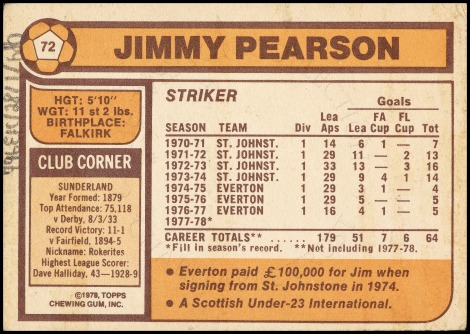 72
JIMMY PEARSON
HGT: 5'10"
WGT: 11 st 2 lbs.
BIRTHPLACE:
FALKIRK
CLUB CORNER
SUNDERLAND
Year Formed: 1879
Top Attendance: 75,118
v Derby, 8/3/33
Record Victory: 11-1
v Fairfield, 1894-5
Nickname: Rokerites
Highest League Scorer:
Dave Halliday, 43—1928-9
©1978, TOPPS
CHEWING GUM, INC.
STRIKER
Goals
Lea FA FL
SEASON TEAM Div Aps Lea Cup Cup Tot
1970-71 ST. JOHNST. 1 14 6 1 — 7
1971-72 ST. JOHNST. 1 29 11 — 2 13
1972-73 ST. JOHNST. 1 33 13 — 3 16
1973-74 ST. JOHNST. 1 29 9 4 1 14
1974-75 EVERTON 1 29 3 1 — 4
1975-76 EVERTON 1 29 5 — — 5
1976-77 EVERTON 1 16 4 1 — 5
1977-78*
CAREER TOTALS** .. .. 179 51 7 6 64
*Fill in season's record. **Not including 1977-78.
• Everton paid £100,000 for Jim when
signing from St. Johnstone in 1974.
• A Scottish Under-23 International.